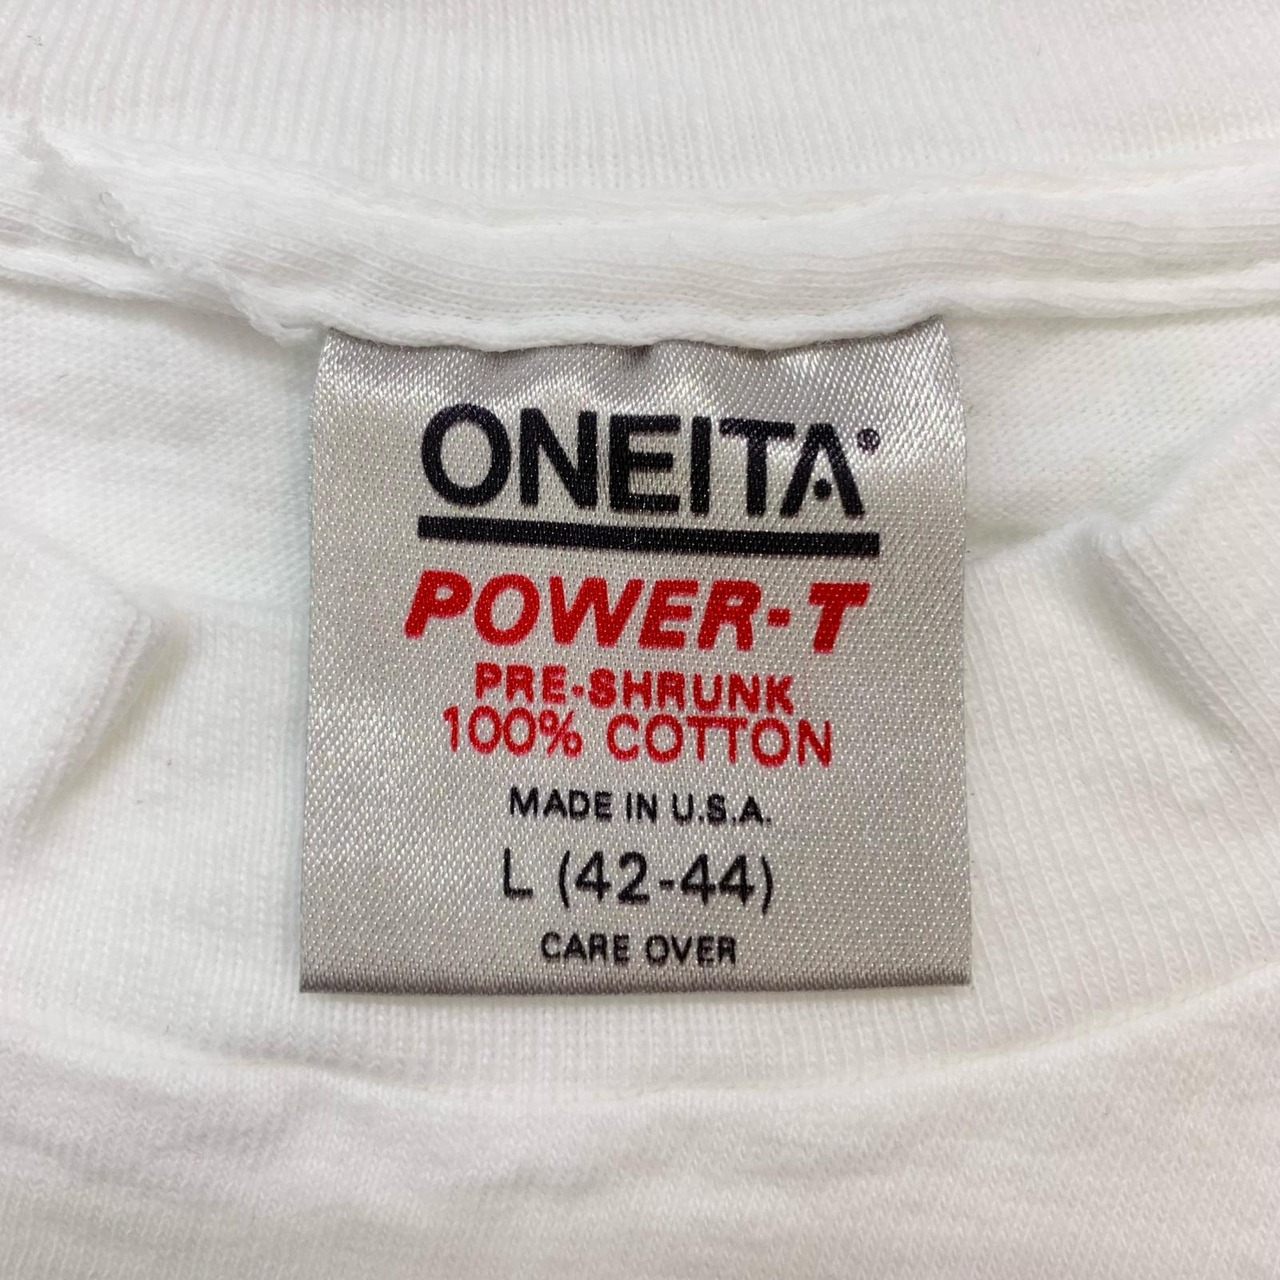 ONEITA®
POWER-T
PRE-SHRUNK
100% COTTON
MADE IN U.S.A.
L (42-44)
CARE OVER